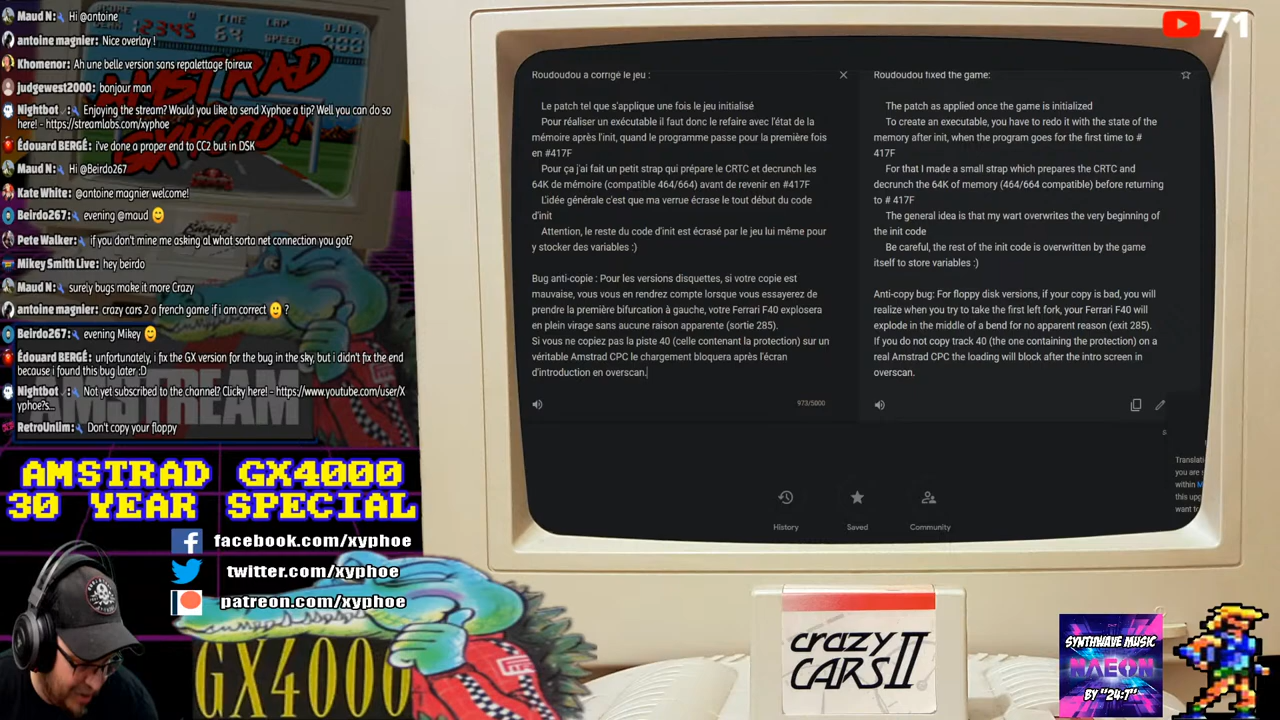 Maud N: Hi @antoine
antoine magnier: Nice overlay !
Khomenor: Ah une belle version sans repalettage foireux
judgewest2000: bonjour man
Nightbot: Enjoying the stream? Would you like to send Xyphoe a tip? Well you can do
so here! - https://streamlabs.com/xyphoe
Édouard BERGÉ: i've done a proper end to CC2 but in DSK
Maud N: Hi @Beirdo267
Kate White: @antoine magnier welcome!
Beirdo267: evening @maud
Pete Walker: if you don't mine me asking al what sorta net connection you got?
Mikey Smith Live: hey beirdo
Maud N: surely bugs make it more Crazy
antoine magnier: crazy cars 2 a french game if i am correct ?
Beirdo267: evening Mikey
Édouard BERGÉ: unfortunately, i fix the GX version for the bug in the sky, but i didn't fix the end
because i found this bug later :D
Nightbot: Not yet subscribed to the channel? Clicky here! - https://www.youtube.com/user/X
yphoe?s...
RetroUnlim: Don't copy your floppy
12345
TIME
64
LAP
SPEED
AMSTRAD
AMSTREAM
AMSTRAD GX4000
30 YEAR SPECIAL
facebook.com/xyphoe
twitter.com/xyphoe
patreon.com/xyphoe
GX4000
71
Roudoudou a corrigé le jeu :
Le patch tel que s'applique une fois le jeu initialisé
Pour réaliser un exécutable il faut donc le refaire avec l'état de la
mémoire après l'init, quand le programme passe pour la première fois
en #417F
Pour ça j'ai fait un petit strap qui prépare le CRTC et decrunch les
64K de mémoire (compatible 464/664) avant de revenir en #417F
L'idée générale c'est que ma verrue écrase le tout début du code
d'init
Attention, le reste du code d'init est écrasé par le jeu lui même pour
y stocker des variables :)
Bug anti-copie : Pour les versions disquettes, si votre copie est
mauvaise, vous vous en rendrez compte lorsque vous essayerez de
prendre la première bifurcation à gauche, votre Ferrari F40 explosera
en plein virage sans aucune raison apparente (sortie 285).
Si vous ne copiez pas la piste 40 (celle contenant la protection) sur un
véritable Amstrad CPC le chargement bloquera après l'écran
d'introduction en overscan.
973/5000
Roudoudou fixed the game:
The patch as applied once the game is initialized
To create an executable, you have to redo it with the state of the
memory after init, when the program goes for the first time to #
417F
For that I made a small strap which prepares the CRTC and
decrunch the 64K of memory (464/664 compatible) before returning
to # 417F
The general idea is that my wart overwrites the very beginning of
the init code
Be careful, the rest of the init code is overwritten by the game
itself to store variables :)
Anti-copy bug: For floppy disk versions, if your copy is bad, you will
realize when you try to take the first left fork, your Ferrari F40 will
explode in the middle of a bend for no apparent reason (exit 285).
If you do not copy track 40 (the one containing the protection) on a
real Amstrad CPC the loading will block after the intro screen in
overscan.
Translati
you are
within M
this upg
want to
History
Saved
Community
crazy
CARS II
SYNTHWAVE MUSIC
NAEON
BY "24:7"